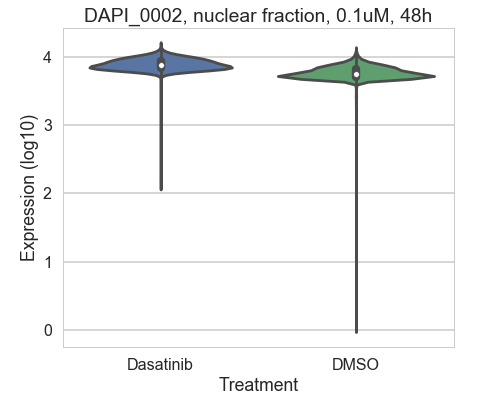 DAPI_0002, nuclear fraction, 0.1uM, 48h
4
3
2
1
0
Expression (log10)
Dasatinib DMSO
Treatment